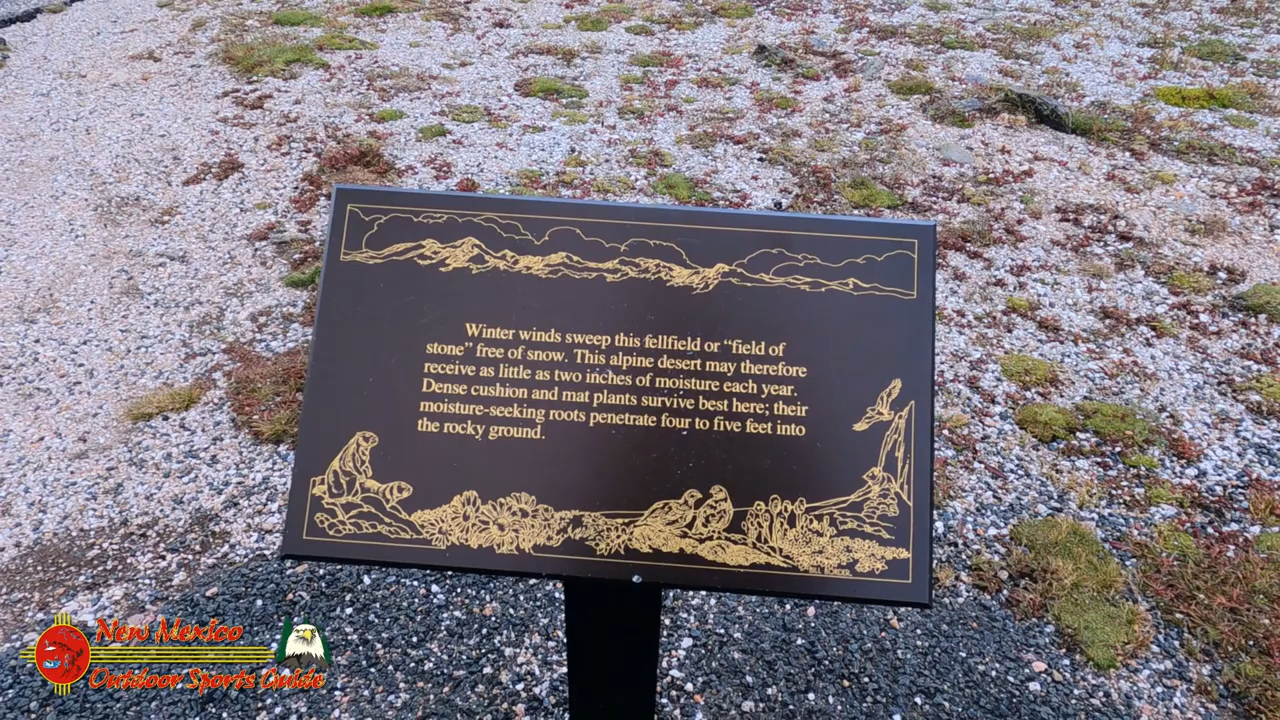 Winter winds sweep this fellfield or “field of
stone” free of snow. This alpine desert may therefore
receive as little as two inches of moisture each year.
Dense cushion and mat plants survive best here; their
moisture-seeking roots penetrate four to five feet into
the rocky ground.
New Mexico
Outdoor Sports Guide